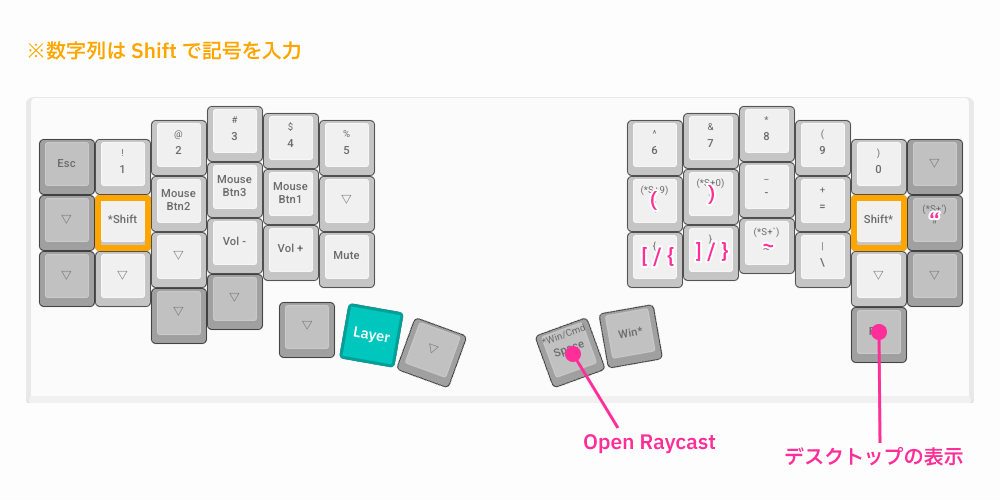 ※数字列は Shift で記号を入力
Esc
!
1
@
2
#
3
$
4
%
5
^
6
&
7
*
8
(
9
)
0
▽
▽
*Shift
Mouse
Btn2
Mouse
Btn3
Mouse
Btn1
▽
(*S+9)
(
(*S+0)
)
_
-
+
=
Shift*
(*S+')
“
▽
▽
▽
Vol -
Vol +
Mute
{
[ / {
}
] / }
(*S+`)
~
|
\
▽
▽
▽
▽
▽
Layer
▽
*Win/Cmd
Space
Win*
Open Raycast
デスクトップの表示